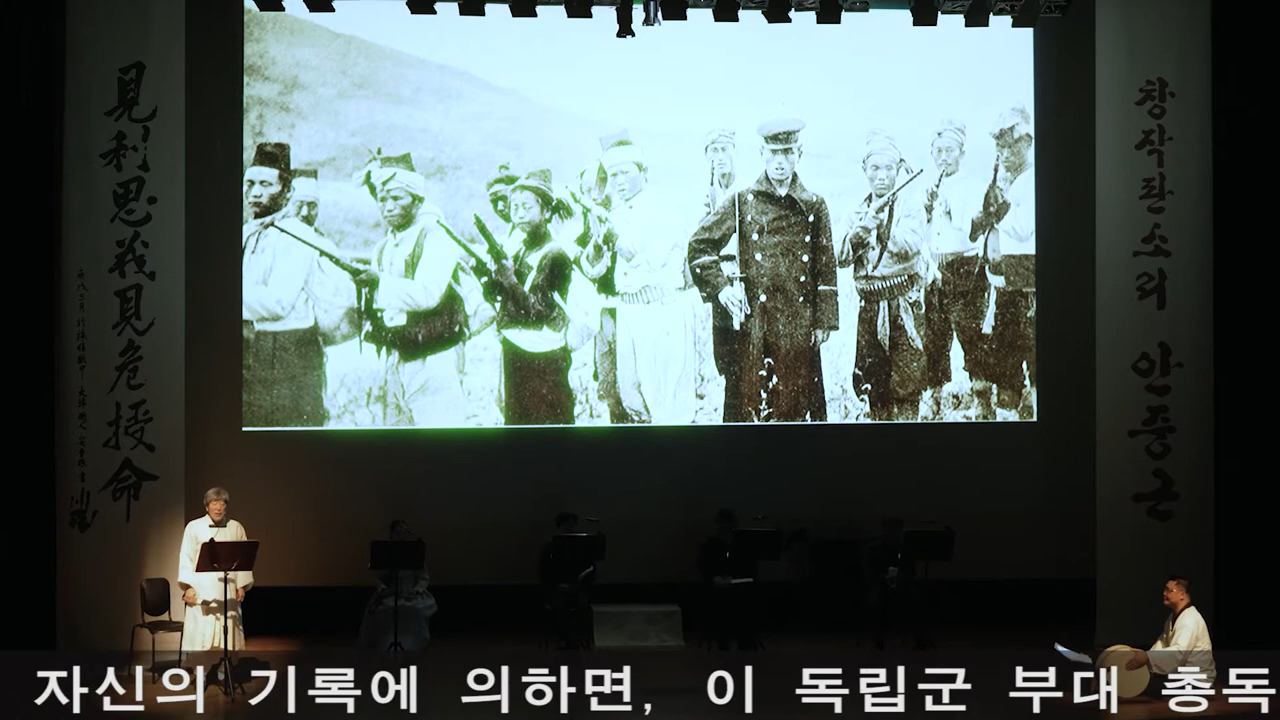 見利思義見危授命
창작판소리 안중근
자신의 기록에 의하면, 이 독립군 부대 총독